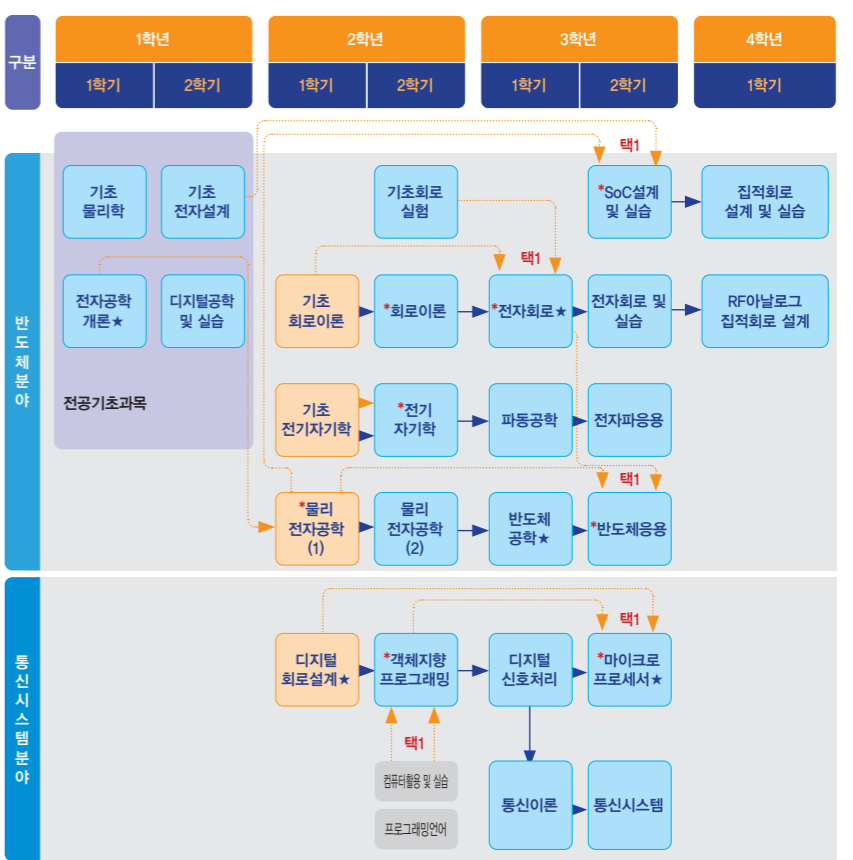 구분
1학년
2학년
3학년
4학년
1학기
2학기
1학기
2학기
1학기
2학기
1학기
반도체분야
택1
기초
물리학
기초
전자설계
기초회로
실험
*SoC설계
및 실습
집적회로
설계 및 실습
택1
전자공학
개론★
디지털공학
및 실습
기초
회로이론
*회로이론
*전자회로★
전자회로 및
실습
RF아날로그
집적회로 설계
전공기초과목
기초
전기자기학
*전기
자기학
파동공학
전자파응용
택1
*물리
전자공학
(1)
물리
전자공학
(2)
반도체
공학★
*반도체응용
통신시스템분야
택1
디지털
회로설계★
*객체지향
프로그래밍
디지털
신호처리
*마이크로
프로세서★
택1
컴퓨터활용 및 실습
프로그래밍언어
통신이론
통신시스템